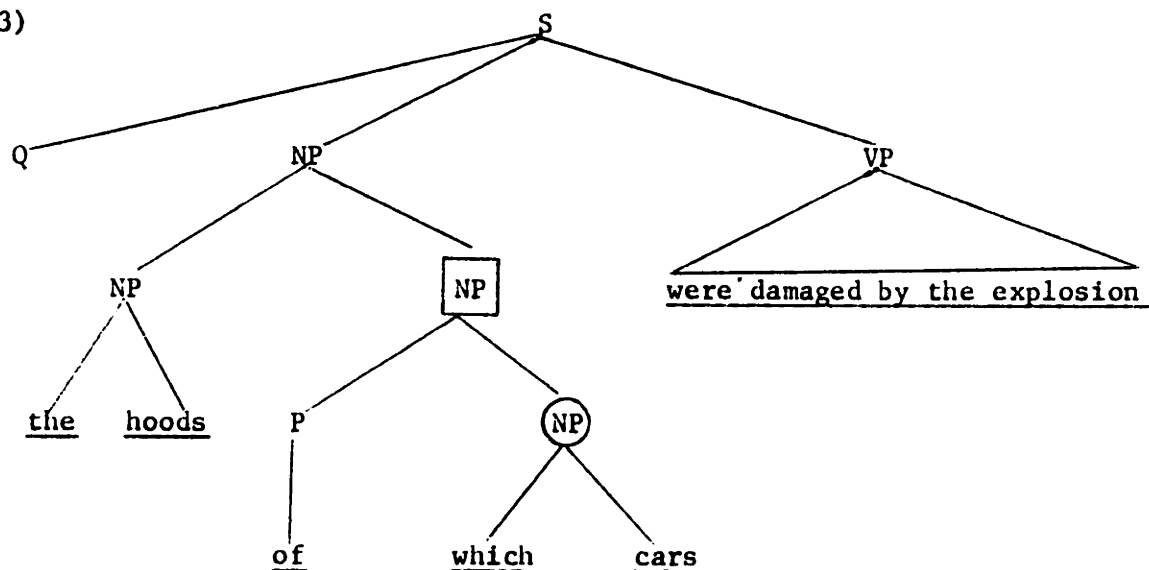 3)
S
Q NP VP
NP NP were damaged by the explosion
the hoods P NP
of which cars